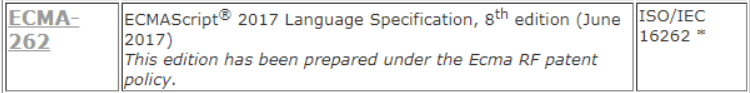 ECMA-
262
ECMAScript® 2017 Language Specification, 8th edition (June
2017)
This edition has been prepared under the Ecma RF patent
policy.
ISO/IEC
16262 *